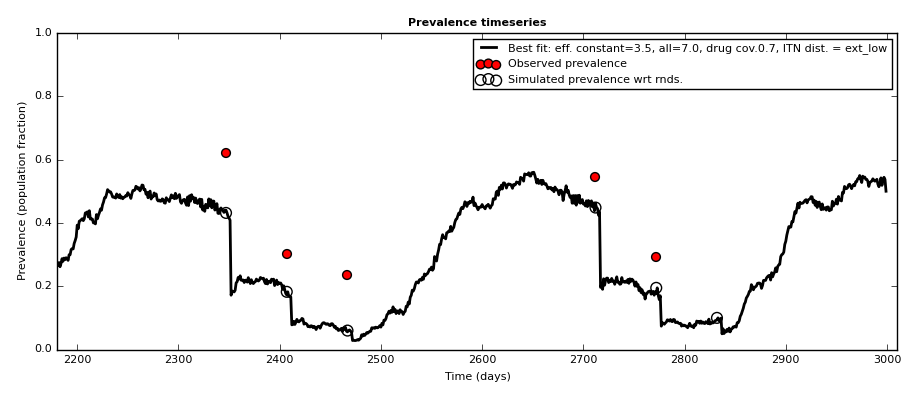 Prevalence timeseries
Best fit: eff. constant=3.5, all=7.0, drug cov.0.7, ITN dist. = ext_low
Observed prevalence
Simulated prevalence wrt rnds.
Prevalence (population fraction)
1.0
0.8
0.6
0.4
0.2
0.0
2200 2300 2400 2500 2600 2700 2800 2900 3000
Time (days)